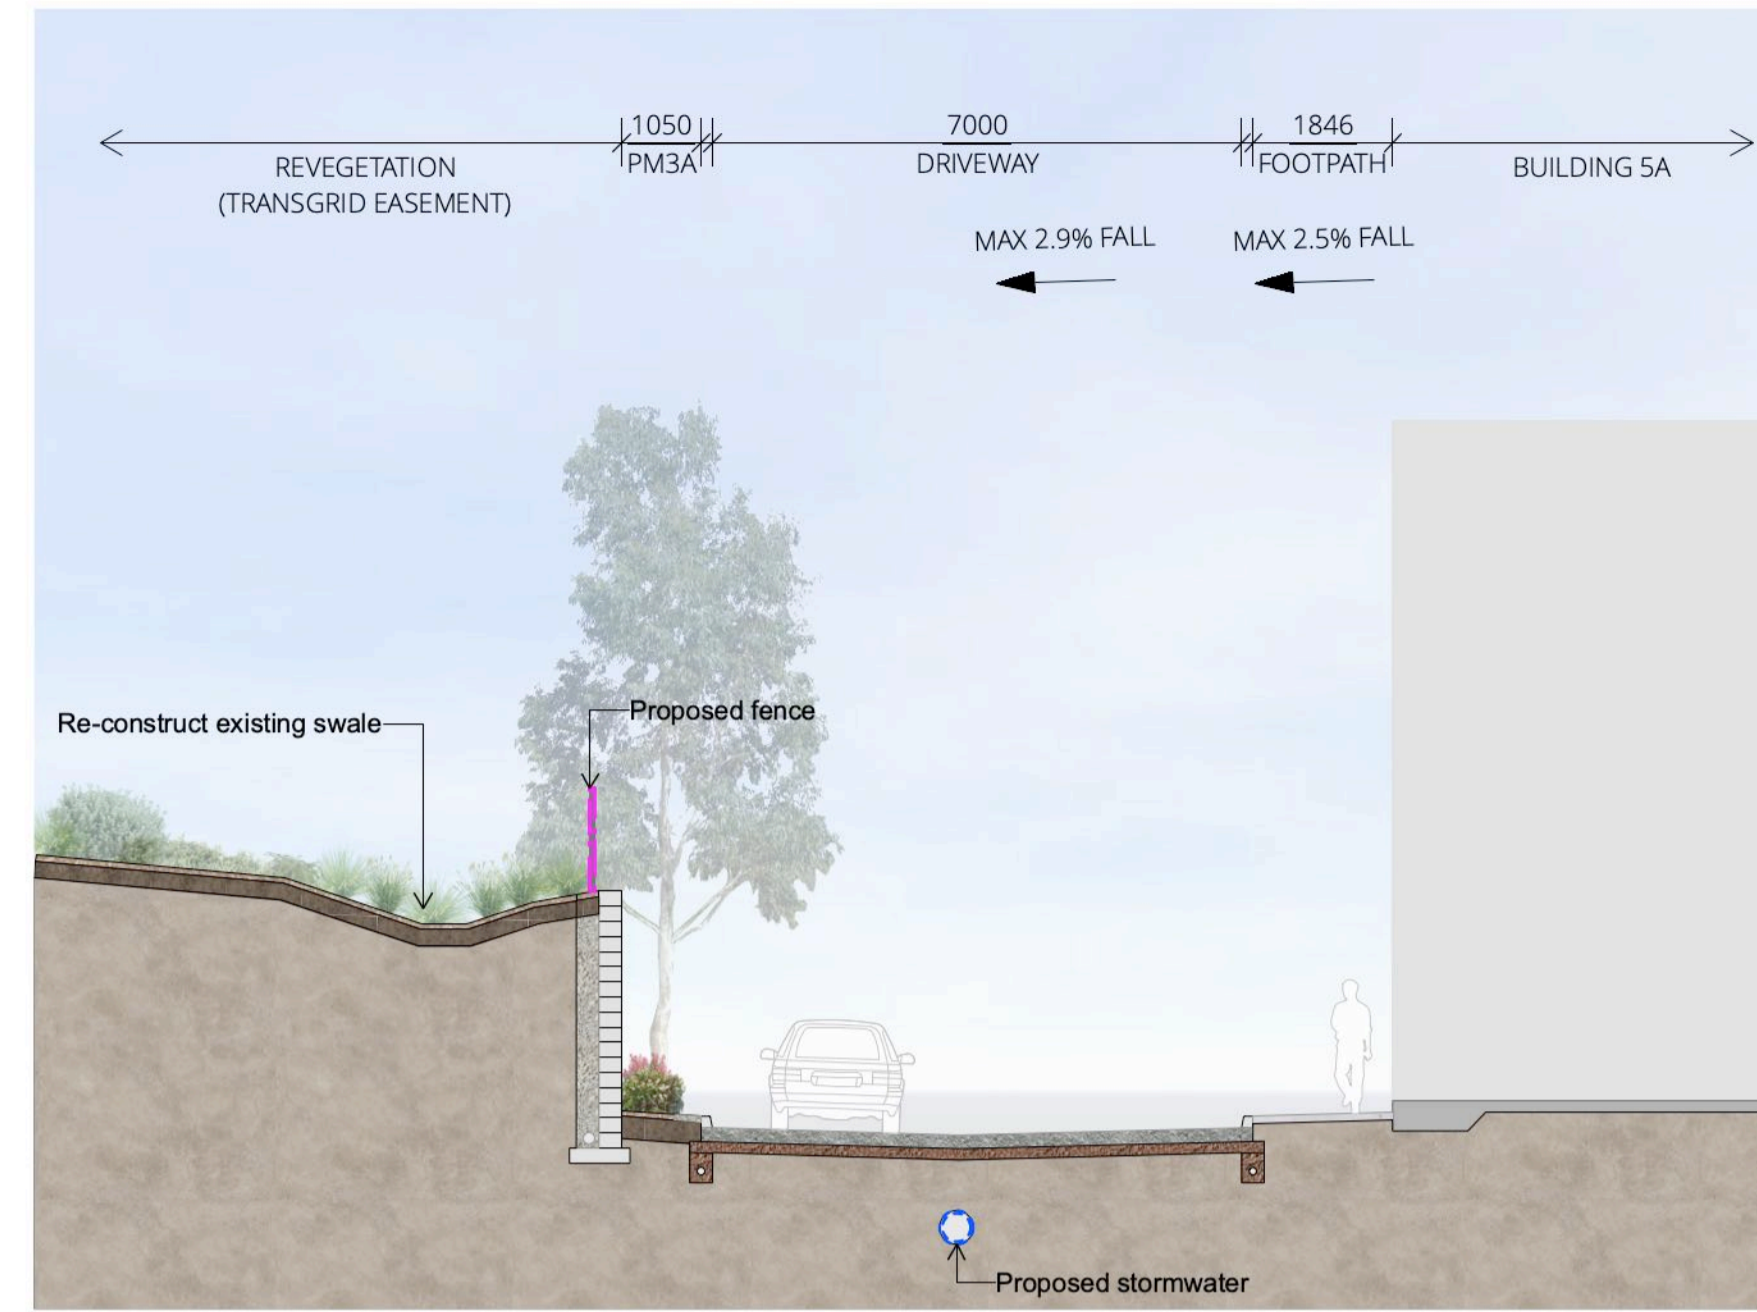 1050
7000
1846
REVEGETATION
(TRANSGRID EASEMENT)
PM3A
DRIVEWAY
FOOTPATH
BUILDING 5A
MAX 2.9% FALL
MAX 2.5% FALL
Re-construct existing swale
Proposed fence
Proposed stormwater